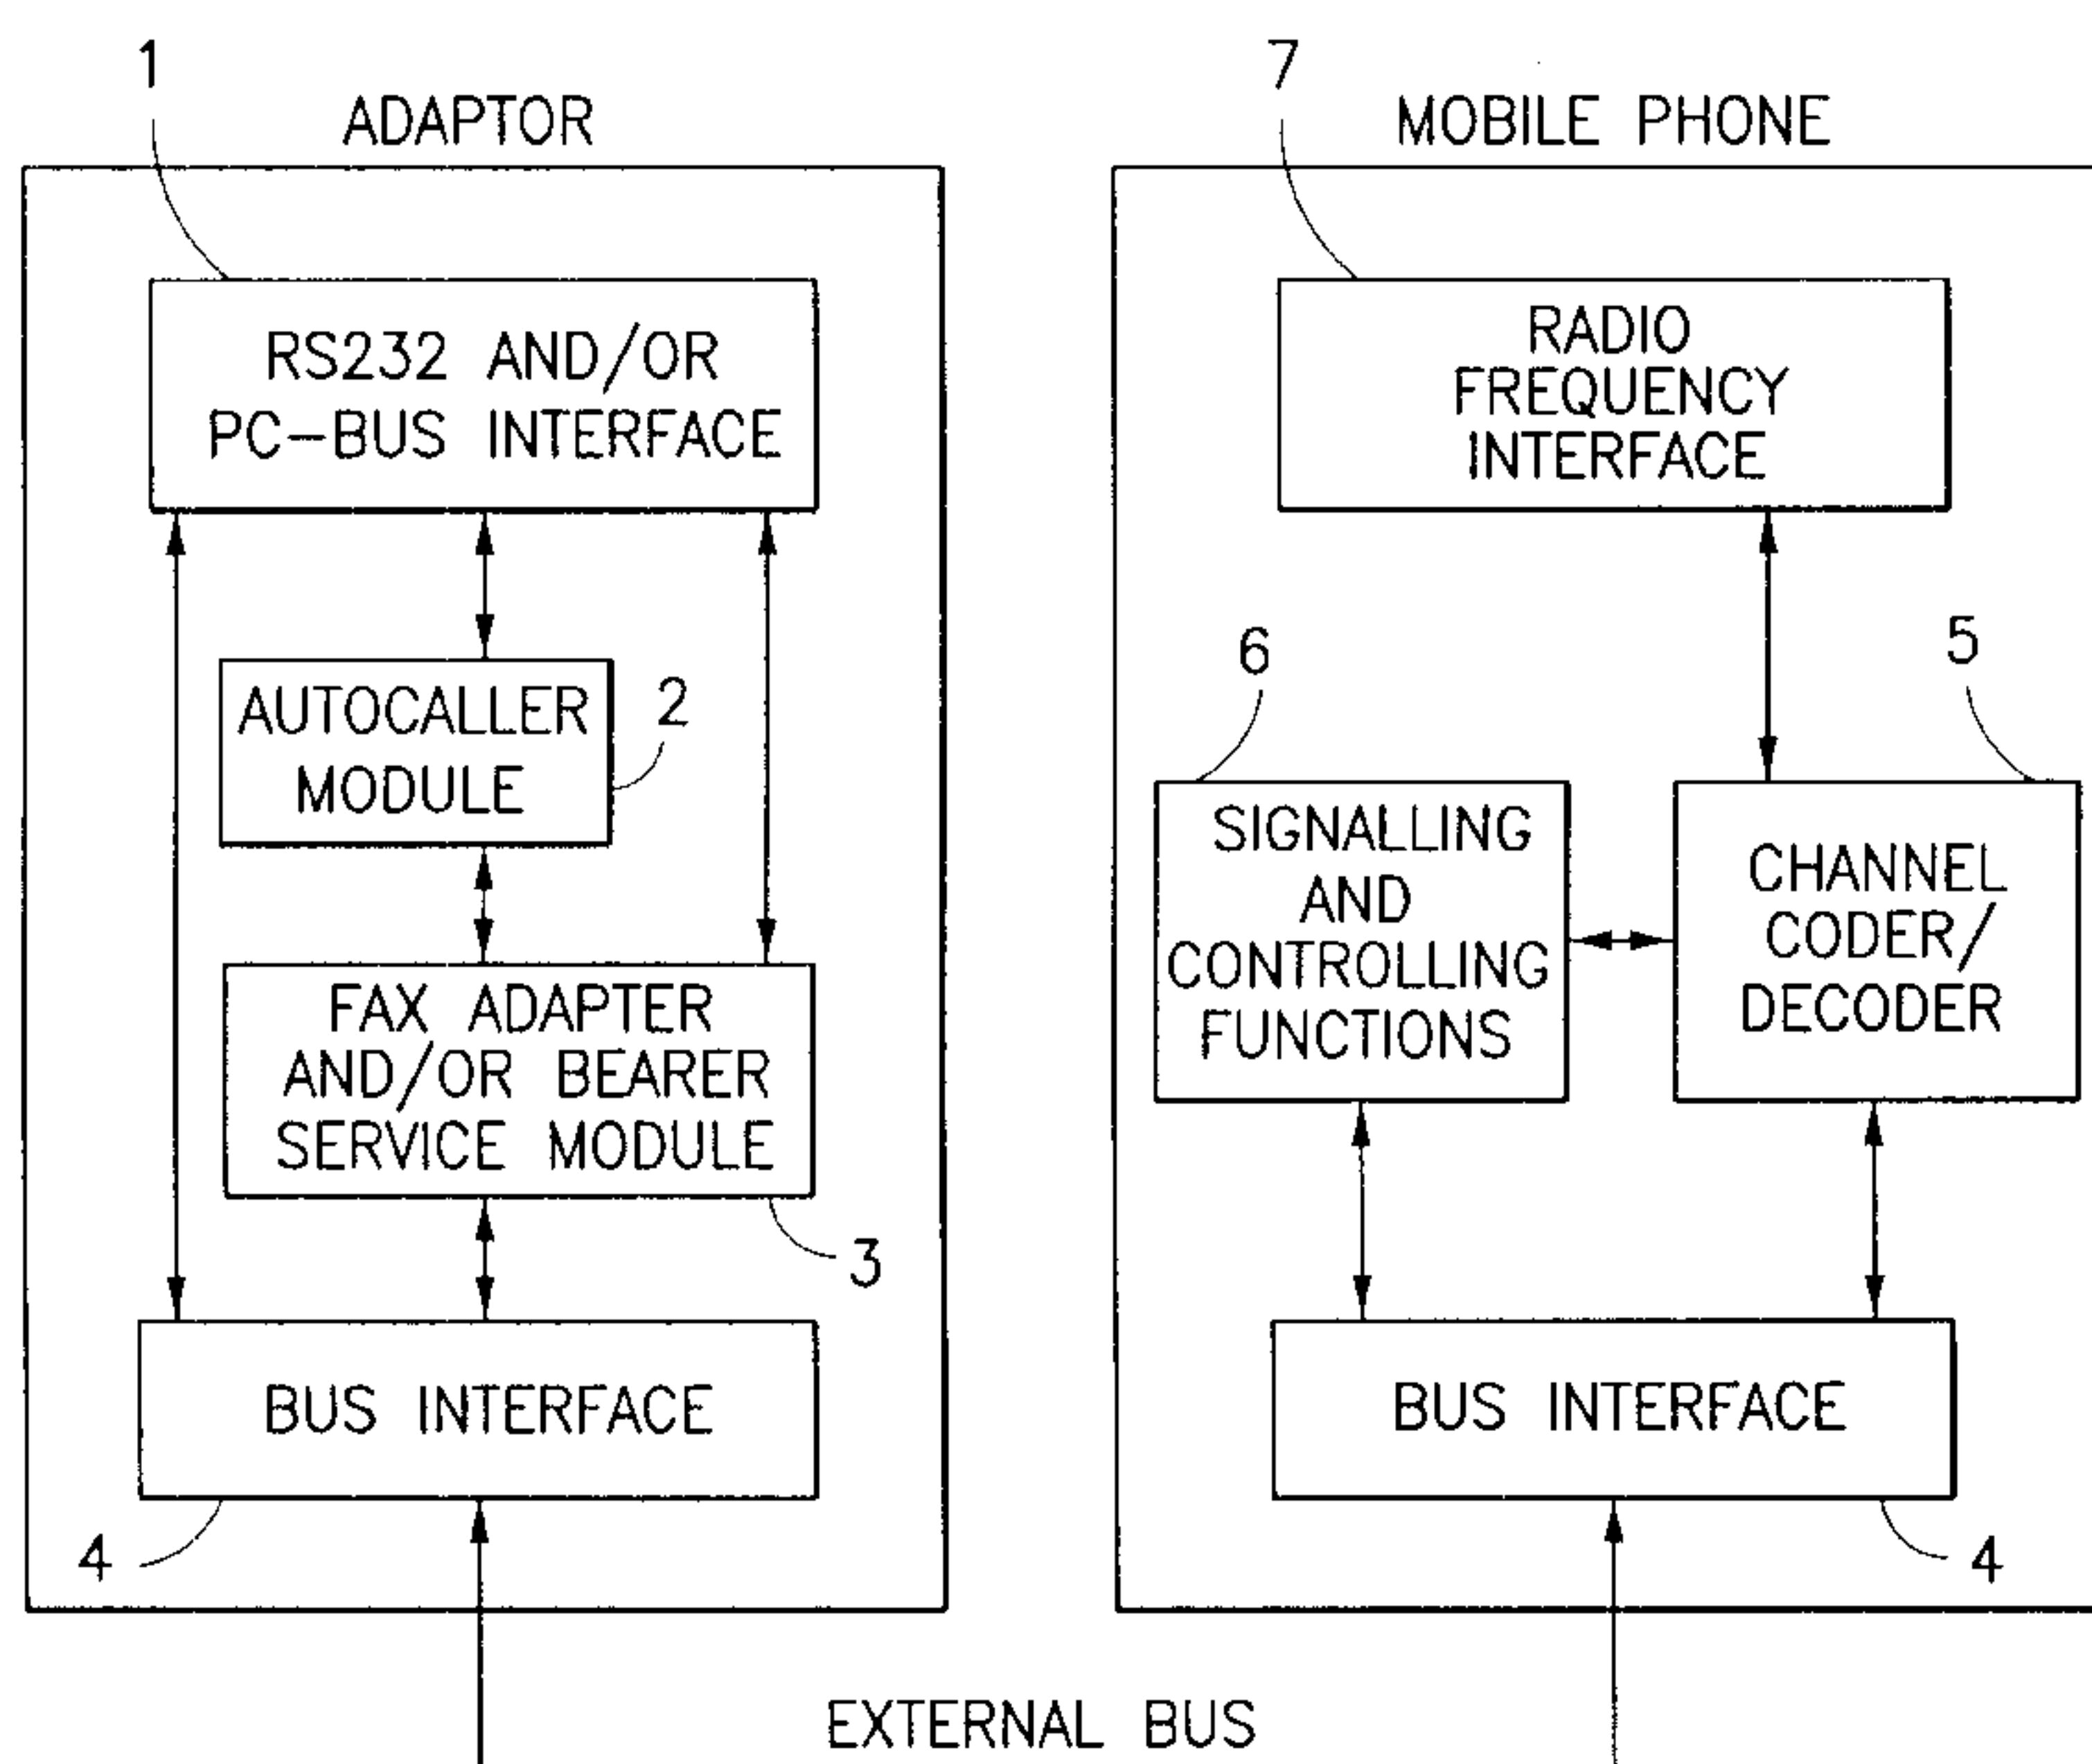 1
ADAPTOR
RS232 AND/OR
PC-BUS INTERFACE
AUTOCALLER
MODULE
2
FAX ADAPTER
AND/OR BEARER
SERVICE MODULE
3
BUS INTERFACE
4
7
MOBILE PHONE
RADIO
FREQUENCY
INTERFACE
6
5
SIGNALLING
AND
CONTROLLING
FUNCTIONS
CHANNEL
CODER/
DECODER
BUS INTERFACE
4
EXTERNAL BUS